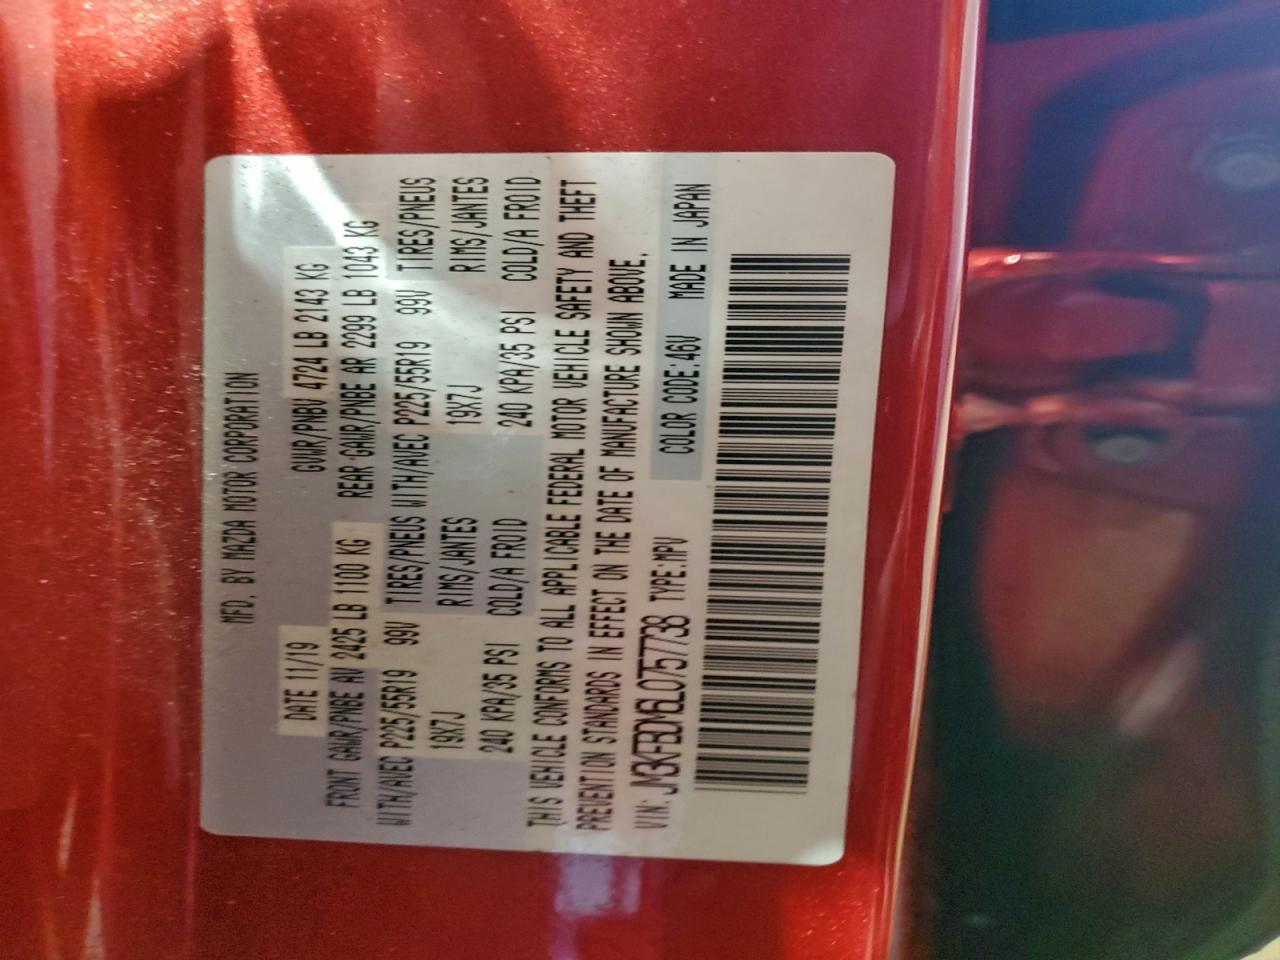 MFD. BY MAZDA MOTOR CORPORATION
DATE 11/19 GVWR/PNBV 4724 LB 2143 KG
FRONT GAWR/PNBE AV 2425 LB 1100 KG REAR GAWR/PNBE AR 2299 LB 1043 KG
WITH/AVEC P225/55R19 99V TIRES/PNEUS WITH/AVEC P225/55R19 99V TIRES/PNEUS
19X7J RIMS/JANTES 19X7J RIMS/JANTES
240 KPA/35 PSI COLD/A FROID 240 KPA/35 PSI COLD/A FROID
THIS VEHICLE CONFORMS TO ALL APPLICABLE FEDERAL MOTOR VEHICLE SAFETY AND THEFT
PREVENTION STANDARDS IN EFFECT ON THE DATE OF MANUFACTURE SHOWN ABOVE.
VIN: JM3KFBDM6L0757738 TYPE:MPV COLOR CODE:46V MADE IN JAPAN